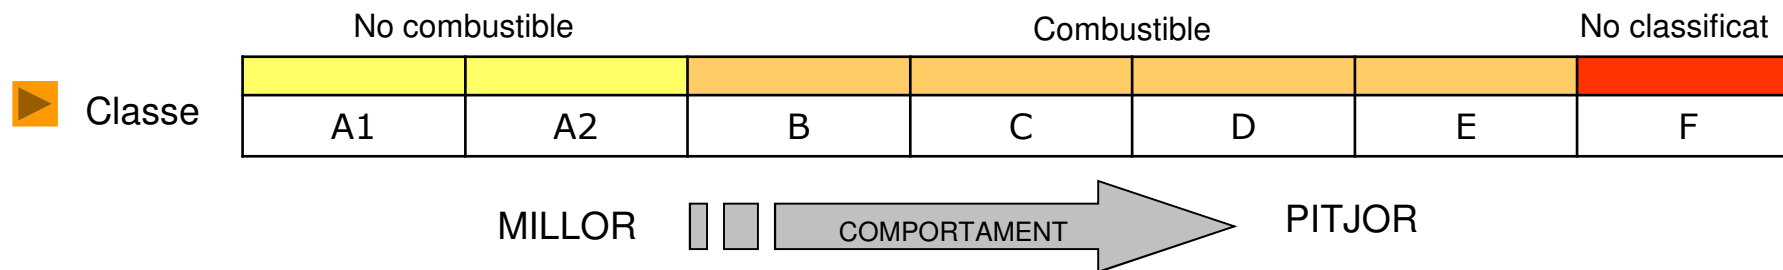 No combustible Combustible No classificat
Classe A1 A2 B C D E F
MILLOR COMPORTAMENT PITJOR